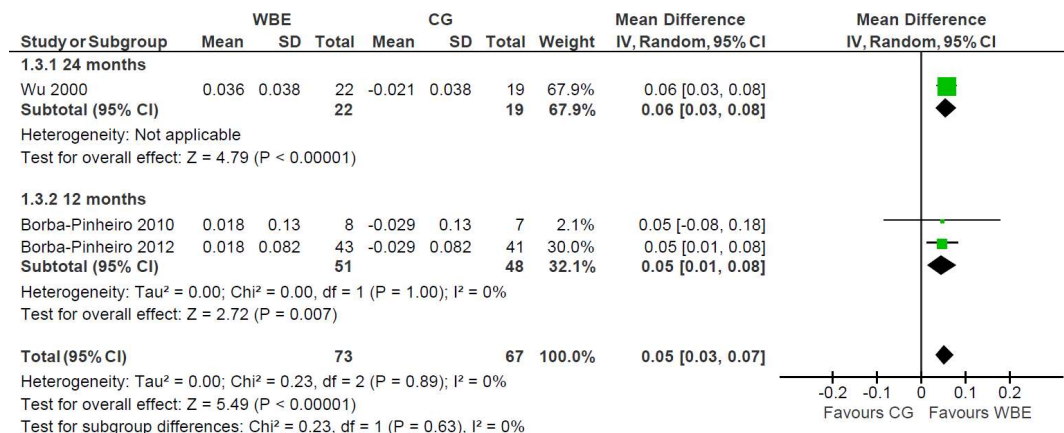 WBE CG Mean Difference Mean Difference
Study or Subgroup Mean SD Total Mean SD Total Weight IV, Random, 95% CI IV, Random, 95% CI
1.3.1 24 months
Wu 2000 0.036 0.038 22 -0.021 0.038 19 67.9% 0.06 [0.03, 0.08]
Subtotal (95% CI) 22 19 67.9% 0.06 [0.03, 0.08]
Heterogeneity: Not applicable
Test for overall effect: Z = 4.79 (P < 0.00001)
1.3.2 12 months
Borba-Pinheiro 2010 0.018 0.13 8 -0.029 0.13 7 2.1% 0.05 [-0.08, 0.18]
Borba-Pinheiro 2012 0.018 0.082 43 -0.029 0.082 41 30.0% 0.05 [0.01, 0.08]
Subtotal (95% CI) 51 48 32.1% 0.05 [0.01, 0.08]
Heterogeneity: Tau² = 0.00; Chi² = 0.00, df = 1 (P = 1.00); I² = 0%
Test for overall effect: Z = 2.72 (P = 0.007)
Total (95% CI) 73 67 100.0% 0.05 [0.03, 0.07]
Heterogeneity: Tau² = 0.00; Chi² = 0.23, df = 2 (P = 0.89); I² = 0%
Test for overall effect: Z = 5.49 (P < 0.00001)
Test for subgroup differences: Chi² = 0.23, df = 1 (P = 0.63), I² = 0%
-0.2 -0.1 0 0.1 0.2
Favours CG Favours WBE